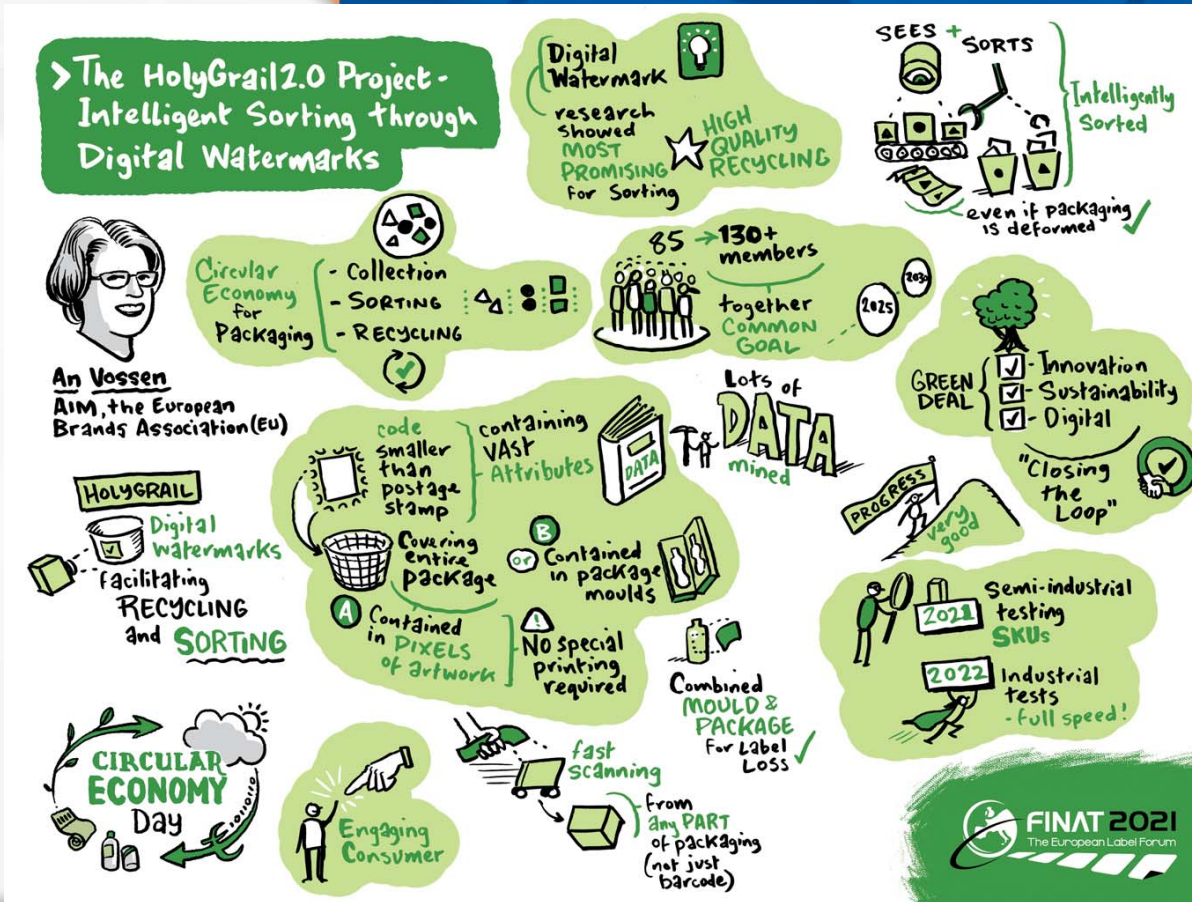 > The HolyGrail2.0 Project -
Intelligent Sorting through
Digital Watermarks
An Vossen
AIM, the European
Brands Association (EU)
Digital
Watermark
research
showed
MOST
PROMISING
for Sorting
HIGH
QUALITY
RECYCLING
SEES + SORTS
Intelligently
Sorted
even if packaging
is deformed
Circular
Economy
for
Packaging
- Collection
- SORTING
- RECYCLING
85 → 130+
members
together
COMMON
GOAL
2025
2030
GREEN
DEAL
- Innovation
- Sustainability
- Digital
"Closing
the
Loop"
HOLYGRAIL
Digital
Watermarks
facilitating
RECYCLING
and SORTING
code
smaller
than
postage
stamp
containing
VAST
Attributes
DATA
Covering
entire
package
A
Contained
in PIXELS
of artwork
!
No special
printing
required
or
B
Contained
in package
moulds
Lots of
DATA
mined
PROGRESS
very
good
Combined
MOULD &
PACKAGE
for Label
LOSS
2021
Semi-industrial
testing
SKUs
2022
Industrial
tests
- full speed!
CIRCULAR
ECONOMY
Day
Engaging
Consumer
fast
scanning
from
any PART
of packaging
(not just
barcode)
FINAT 2021
The European Label Forum